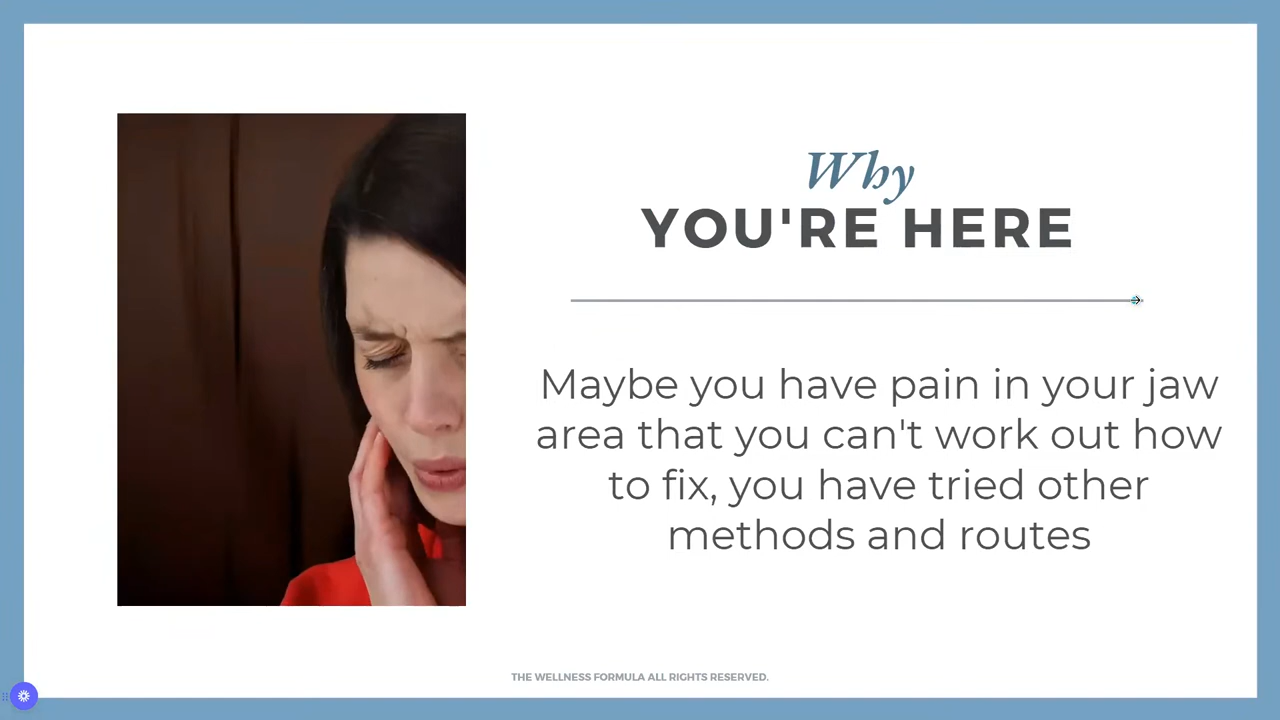 Why
YOU'RE HERE
Maybe you have pain in your jaw
area that you can't work out how
to fix, you have tried other
methods and routes
THE WELLNESS FORMULA ALL RIGHTS RESERVED.